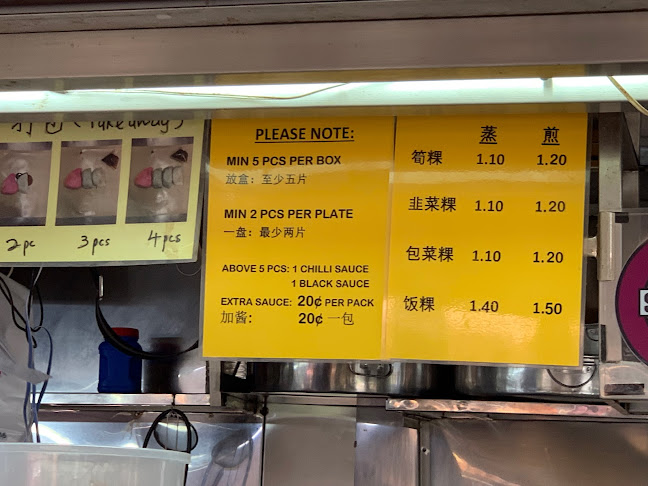 打包 (Takeaway)
2pc 3pcs 4pcs
PLEASE NOTE:
MIN 5 PCS PER BOX
放盒：至少五片
MIN 2 PCS PER PLATE
一盘：最少两片
ABOVE 5 PCS: 1 CHILLI SAUCE
1 BLACK SAUCE
EXTRA SAUCE: 20¢ PER PACK
加酱: 20¢ 一包
蒸 煎
筍粿 1.10 1.20
韭菜粿 1.10 1.20
包菜粿 1.10 1.20
饭粿 1.40 1.50